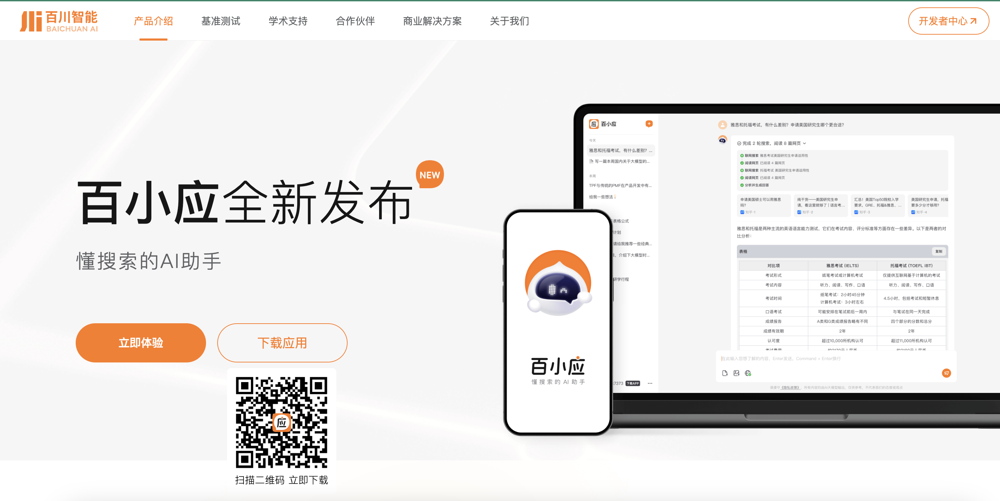 百川智能
BAICHUAN AI
产品介绍
基准测试
学术支持
合作伙伴
商业解决方案
关于我们
开发者中心
百小应全新发布
NEW
懂搜索的AI助手
立即体验
下载应用
应
扫描二维码 立即下载
百小应
懂搜索的 AI 助手
应 百小应
今天
雅思和托福考试，有什么差别？...
写一篇本周国内关于大模型的...
本周
TPF与传统的PMF在产品开发中有...
给我一些想法
表格公式
计划
请给我推荐一些经典...
，介绍下大模型时...
研学行程
:7373 下载APP ...
雅思和托福考试，有什么差别？申请美国研究生哪个更合适？
完成 2 轮搜索，阅读 8 篇网页
联网搜索 雅思考试美国研究生申请适用性
阅读网页 已阅读 4 篇网页
联网搜索 托福考试 美国研究生申请适用性
阅读网页 已阅读 4 篇网页
分析并生成回答
申请美国硕士可以用雅思
吗？
知乎·1
纯干货——美国研究生申
请，看这里就够了 | 语言考...
知乎·2
汇总！美国Top50院校入学
要求，GRE、托福&雅思、...
知乎·3
美国研究生申请，托福
要多少分才够用？
知乎·4
雅思和托福是两种主流的英语语言能力测试，它们在考试内容、评分标准等方面存在一些差异。以下是两者的对
比分析：
表格 复制
对比项 雅思考试 (IELTS) 托福考试 (TOEFL iBT)
考试形式 纸笔考试或计算机考试 仅提供互联网基于计算机的考试
考试内容 听力、阅读、写作、口语 听力、阅读、写作、口语
考试时间 纸笔考试：2小时45分钟 计算机考试：3小时左右 4.5小时，包括考试和短暂休息
口语考试 可能安排在笔试前后一周内 与笔试在同一天完成
成绩报告 A类和G类成绩报告略有不同 四个部分的分数和总分
成绩有效期 2年 2年
认可度 超过10,000所机构认可 超过11,000所机构认可
考试费用 约2170元人民币 约2100元人民币
在此输入您想了解的内容，Enter发送，Command + Enter换行
请遵守《隐私政策》，所有内容均由AI大模型输出，仅供参考，不代表我们的态度或观点